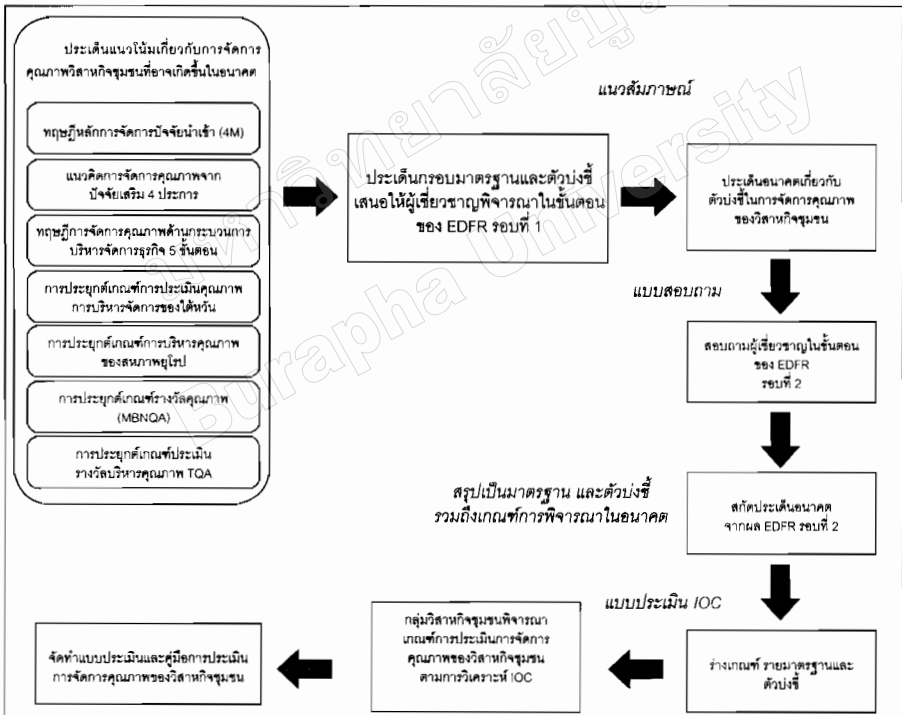 ประเด็นแนวโน้มเกี่ยวกับการจัดการ
คุณภาพวิสาหกิจชุมชนที่อาจเกิดขึ้นในอนาคต
ทฤษฎีหลักการจัดการปัจจัยนำเข้า (4M)
แนวคิดการจัดการคุณภาพจาก
ปัจจัยเสริม 4 ประการ
ทฤษฎีการจัดการคุณภาพด้านกระบวนการ
บริหารจัดการธุรกิจ 5 ขั้นตอน
การประยุกต์เกณฑ์การประเมินคุณภาพ
การบริหารจัดการของไต้หวัน
การประยุกต์เกณฑ์การบริหารคุณภาพ
ของสหภาพยุโรป
การประยุกต์เกณฑ์รางวัลคุณภาพ
(MBNQA)
การประยุกต์เกณฑ์ประเมิน
รางวัลบริหารคุณภาพ TQA
ประเด็นกรอบมาตรฐานและตัวบ่งชี้
เสนอให้ผู้เชี่ยวชาญพิจารณาในขั้นตอน
ของ EDFR รอบที่ 1
แนวสัมภาษณ์
ประเด็นอนาคตเกี่ยวกับ
ตัวบ่งชี้ในการจัดการคุณภาพ
ของวิสาหกิจชุมชน
แบบสอบถาม
สอบถามผู้เชี่ยวชาญในขั้นตอน
ของ EDFR
รอบที่ 2
สรุปเป็นมาตรฐาน และตัวบ่งชี้
รวมถึงเกณฑ์การพิจารณาในอนาคต
สกัดประเด็นอนาคต
จากผล EDFR รอบที่ 2
แบบประเมิน IOC
ร่างเกณฑ์ รายมาตรฐานและ
ตัวบ่งชี้
กลุ่มวิสาหกิจชุมชนพิจารณา
เกณฑ์การประเมินการจัดการ
คุณภาพของวิสาหกิจชุมชน
ตามการวิเคราะห์ IOC
จัดทำแบบประเมินและคู่มือการประเมิน
การจัดการคุณภาพของวิสาหกิจชุมชน
Burapha University